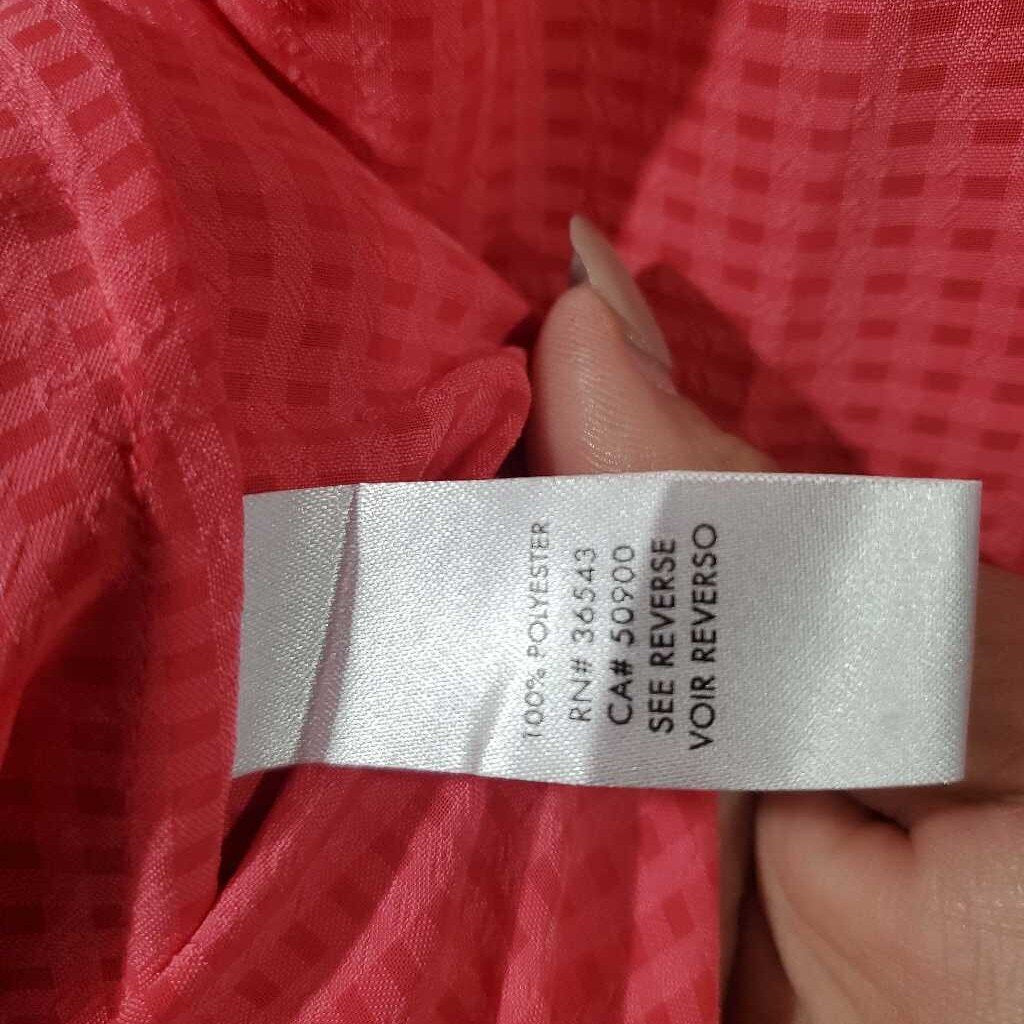 100% POLYESTER
RN# 36543
CA# 50900
SEE REVERSE
VOIR REVERSO